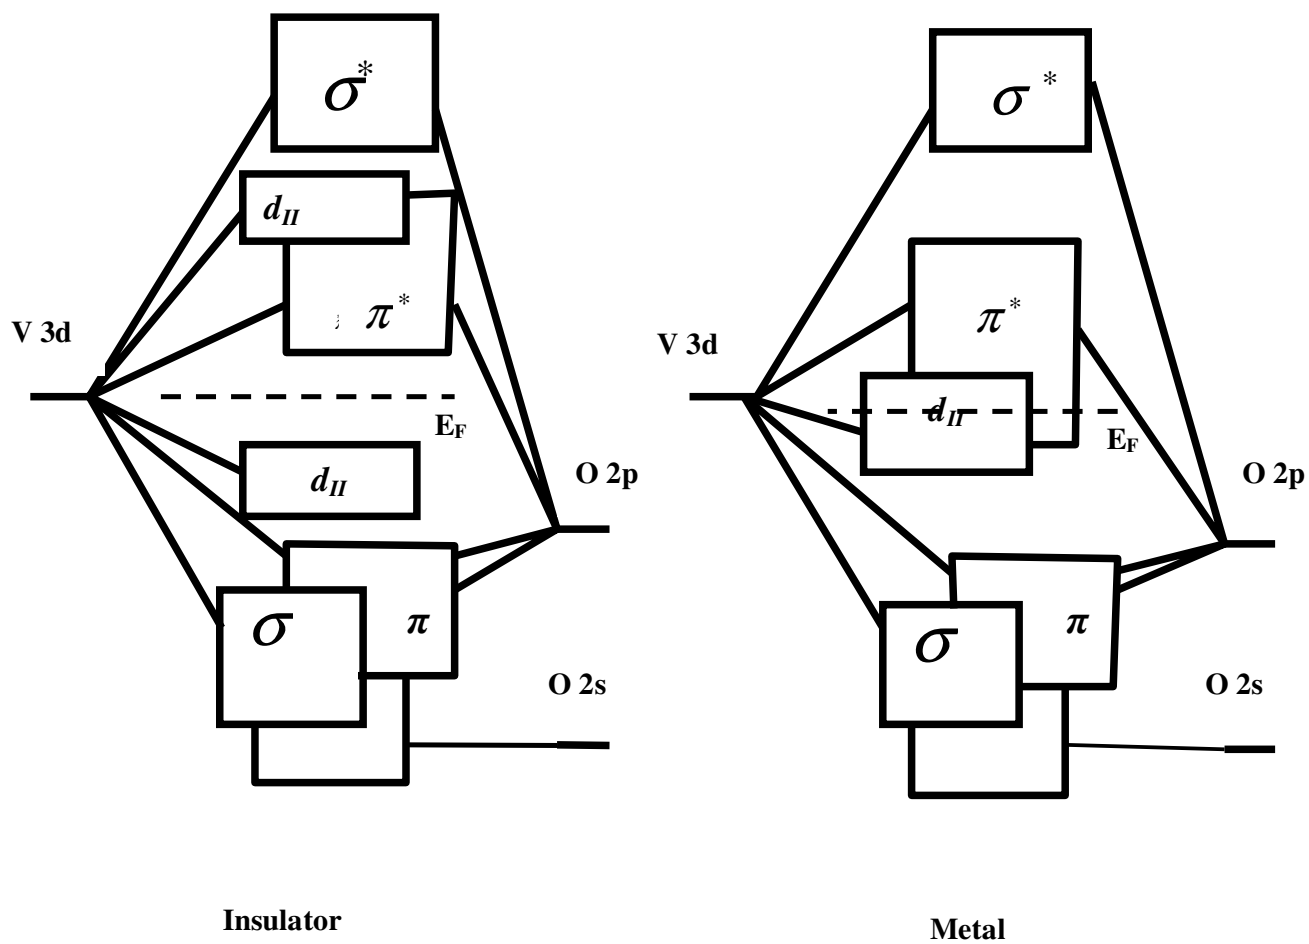 σ*
d_II
π*
V 3d
E_F
d_II
O 2p
σ
π
O 2s
Insulator
σ *
π*
V 3d
d_II
E_F
O 2p
σ
π
O 2s
Metal